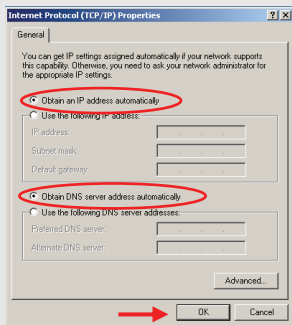 Internet Protocol (TCP/IP) Properties
General
You can get IP settings assigned automatically if your network supports
this capability. Otherwise, you need to ask your network administrator for
the appropriate IP settings.
Obtain an IP address automatically
Use the following IP address:
IP address:
Subnet mask:
Default gateway:
Obtain DNS server address automatically
Use the following DNS server addresses:
Preferred DNS server:
Alternate DNS server:
Advanced...
OK Cancel